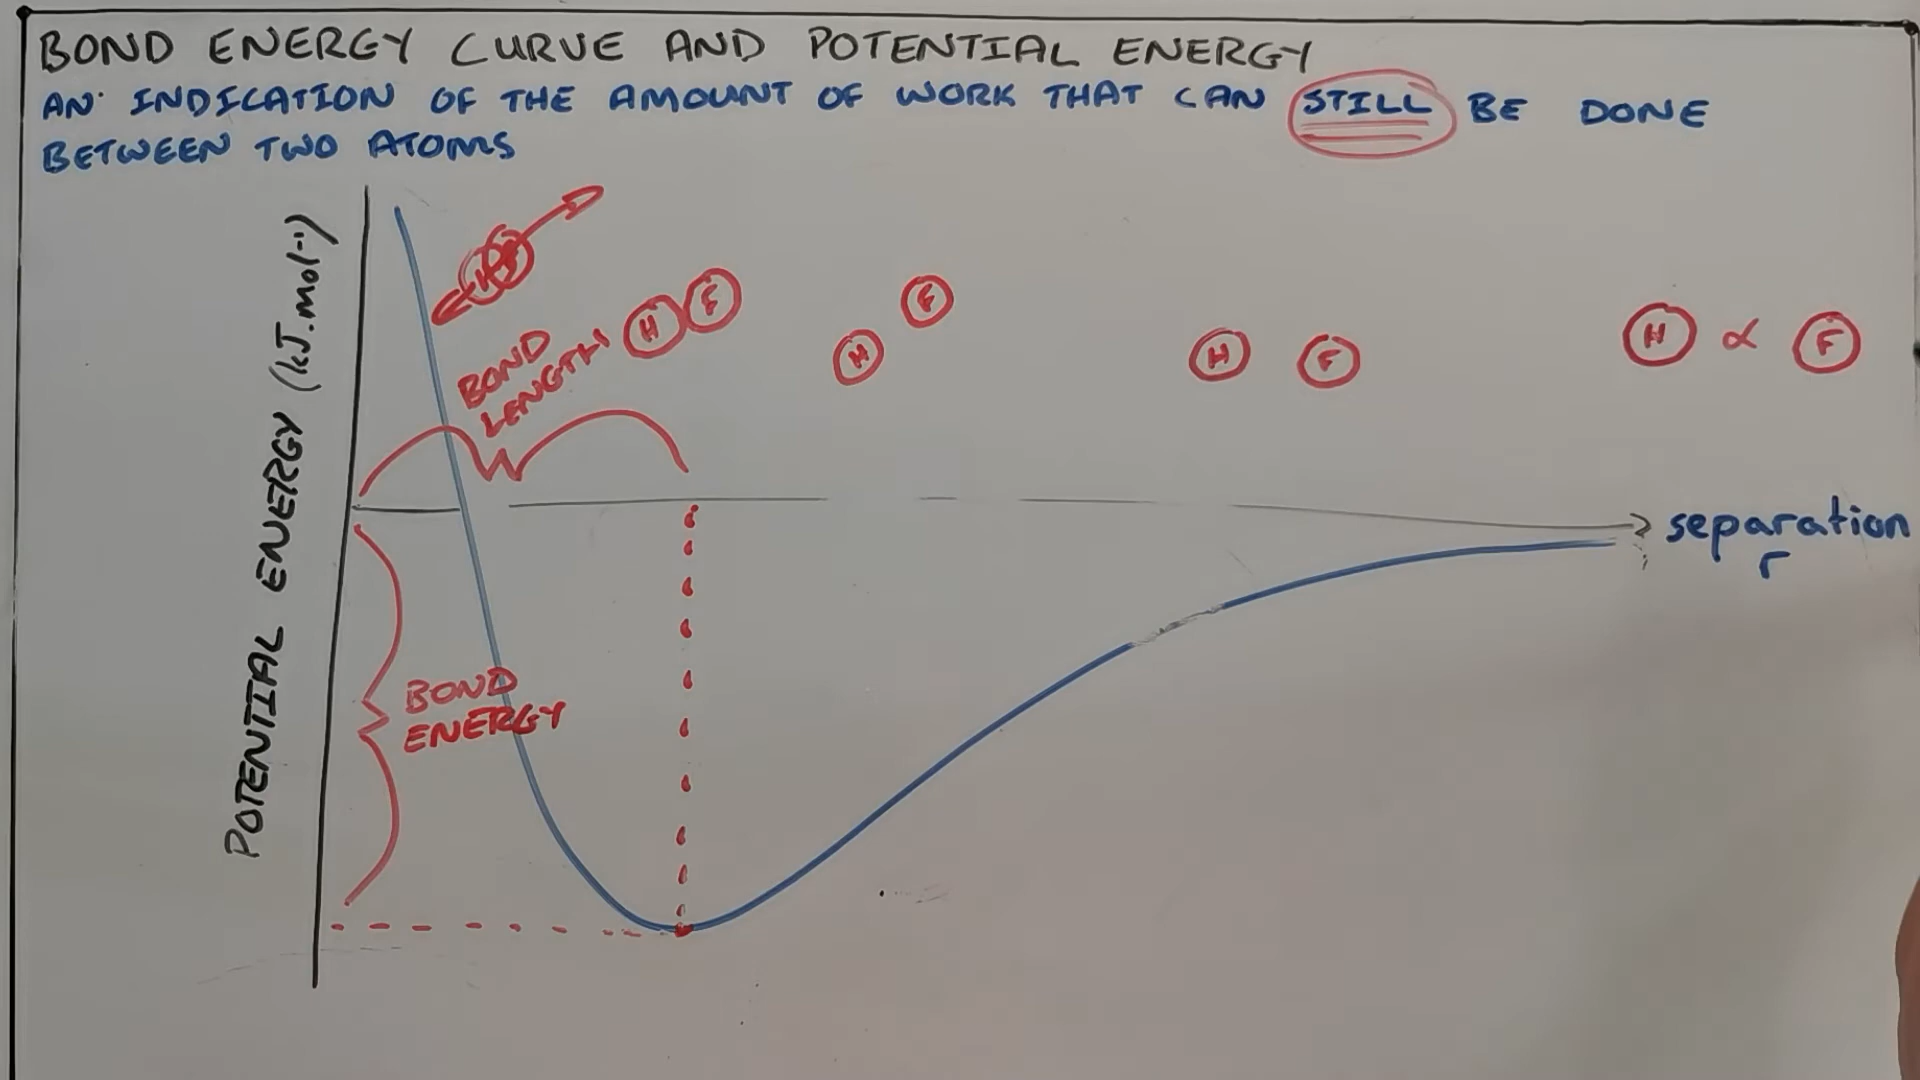 BOND ENERGY CURVE AND POTENTIAL ENERGY
AN INDICATION OF THE AMOUNT OF WORK THAT CAN STILL BE DONE
BETWEEN TWO ATOMS
POTENTIAL ENERGY (kJ.mol⁻¹)
H F
BOND
LENGTH
H F
H F
H F
H ∝ F
separation
r
BOND
ENERGY